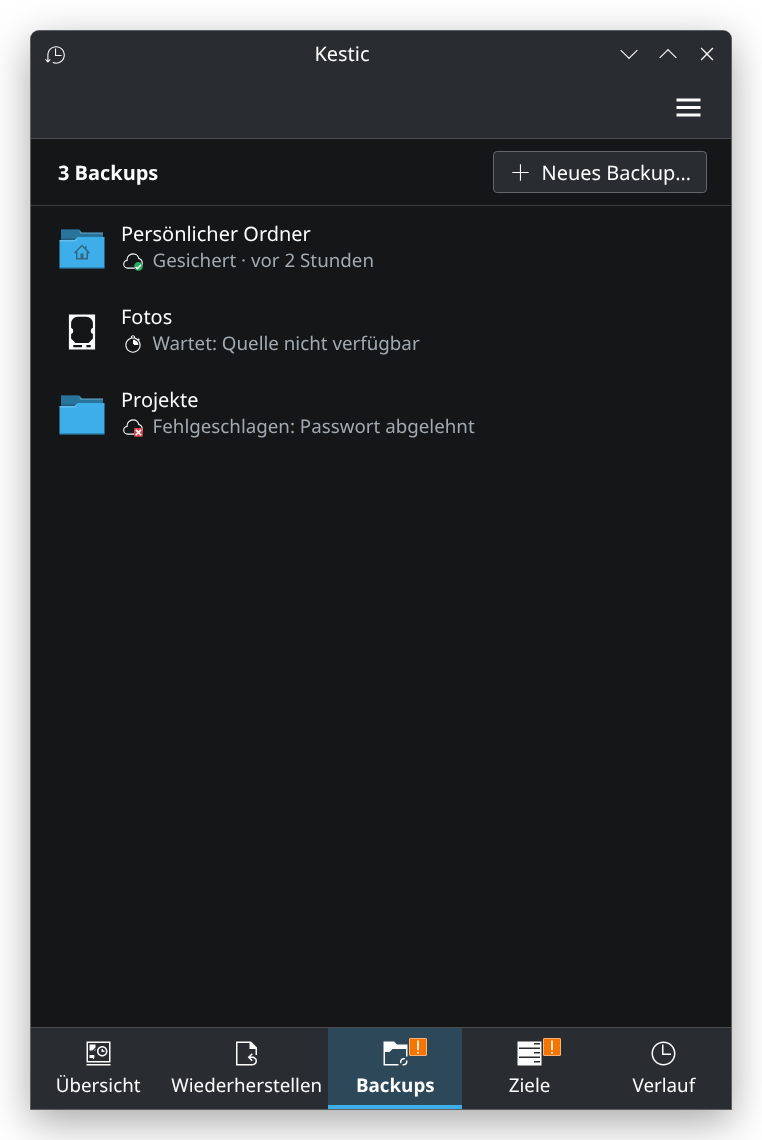 Kestic
3 Backups
Neues Backup...
Persönlicher Ordner
Gesichert · vor 2 Stunden
Fotos
Wartet: Quelle nicht verfügbar
Projekte
Fehlgeschlagen: Passwort abgelehnt
Übersicht
Wiederherstellen
Backups
Ziele
Verlauf